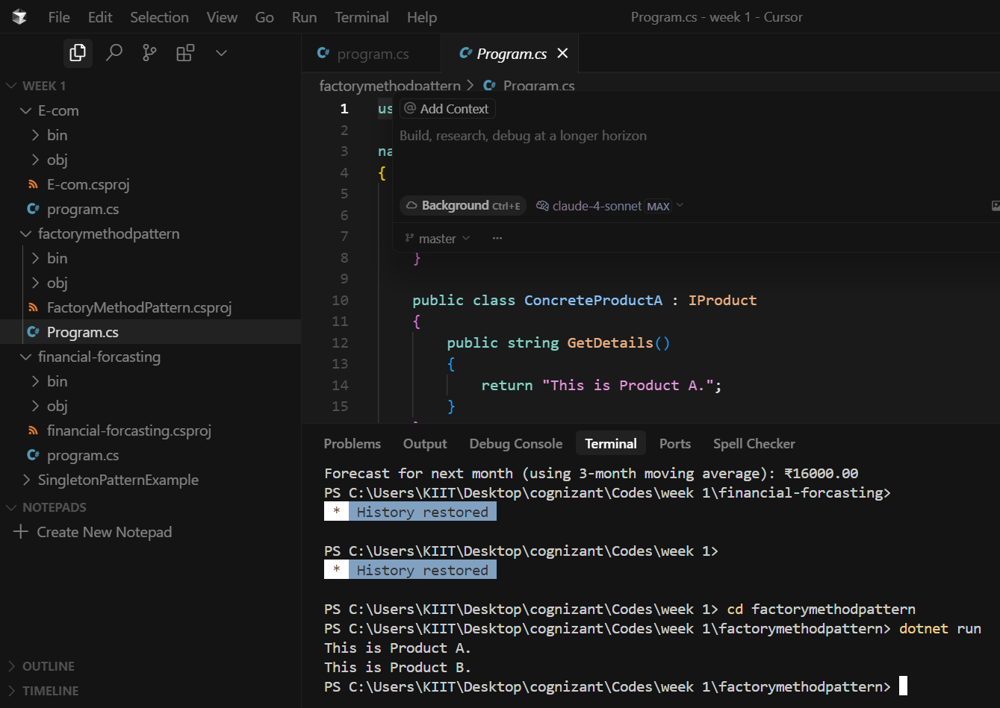 File Edit Selection View Go Run Terminal Help Program.cs - week 1 - Cursor
WEEK 1
E-com
bin
obj
E-com.csproj
program.cs
factorymethodpattern
bin
obj
FactoryMethodPattern.csproj
Program.cs
financial-forcasting
bin
obj
financial-forcasting.csproj
program.cs
SingletonPatternExample
NOTEPADS
Create New Notepad
OUTLINE
TIMELINE
program.cs Program.cs
factorymethodpattern > Program.cs
@ Add Context
Build, research, debug at a longer horizon
Background Ctrl+E claude-4-sonnet MAX
master ...
1 us
2
3 na
4 {
5
6
7
8 }
9
10 public class ConcreteProductA : IProduct
11 {
12 public string GetDetails()
13 {
14 return "This is Product A.";
15 }
Problems Output Debug Console Terminal Ports Spell Checker
Forecast for next month (using 3-month moving average): ₹16000.00
PS C:\Users\KIIT\Desktop\cognizant\Codes\week 1\financial-forcasting>
* History restored
PS C:\Users\KIIT\Desktop\cognizant\Codes\week 1>
* History restored
PS C:\Users\KIIT\Desktop\cognizant\Codes\week 1> cd factorymethodpattern
PS C:\Users\KIIT\Desktop\cognizant\Codes\week 1\factorymethodpattern> dotnet run
This is Product A.
This is Product B.
PS C:\Users\KIIT\Desktop\cognizant\Codes\week 1\factorymethodpattern>